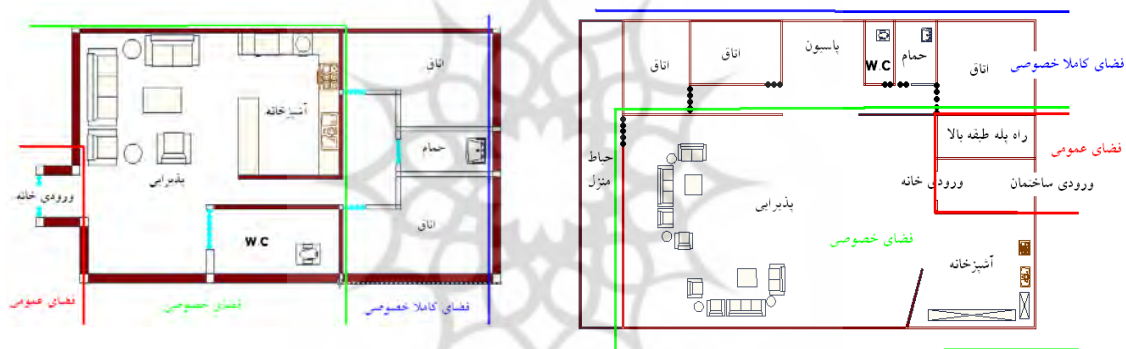 اتاق
آشپزخانه
حمام
پذیرایی
ورودی خانه
اتاق
W.C
فضای عمومی
فضای خصوصی
فضای کاملا خصوصی
اتاق
اتاق
پاسیون
W.C
حمام
اتاق
فضای کاملا خصوصی
راه پله طبقه بالا
فضای عمومی
حیاط
منزل
ورودی خانه
ورودی ساختمان
پذیرایی
فضای خصوصی
آشپزخانه